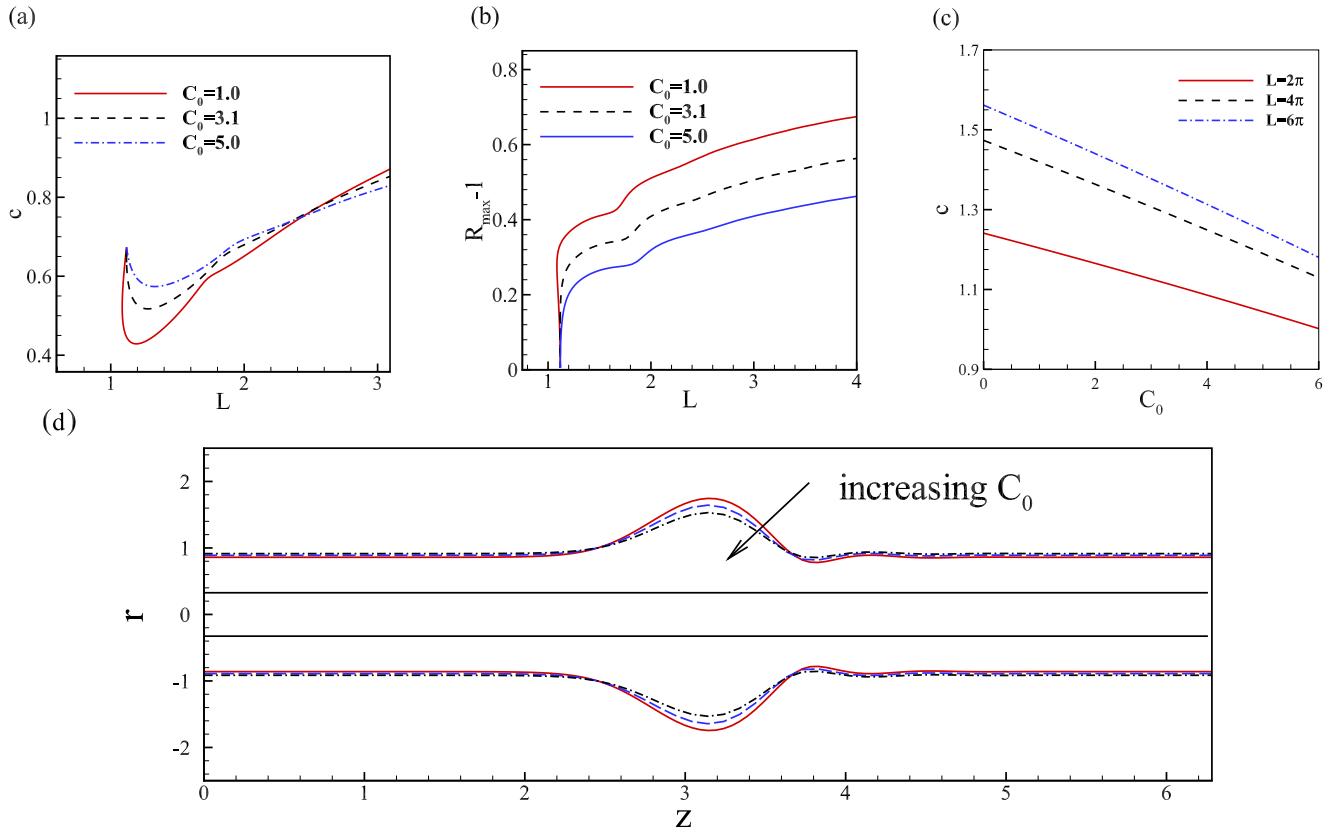 (a)
C₀=1.0
C₀=3.1
C₀=5.0
1
0.8
0.6
0.4
c
1
2
3
L
(b)
C₀=1.0
C₀=3.1
C₀=5.0
0.8
0.6
0.4
0.2
0
R_max-1
1
2
3
4
L
(c)
L=2π
L=4π
L=6π
1.7
1.5
1.3
1.1
0.9
c
0
2
4
6
C₀
(d)
increasing C₀
2
1
0
-1
-2
r
0
1
2
3
4
5
6
z